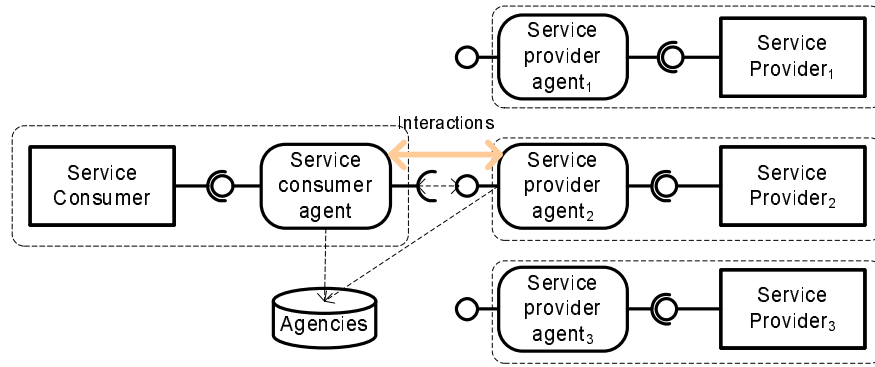 Service
provider
agent₁
Service
Provider₁
Interactions
Service
Consumer
Service
consumer
agent
Service
provider
agent₂
Service
Provider₂
Agencies
Service
provider
agent₃
Service
Provider₃